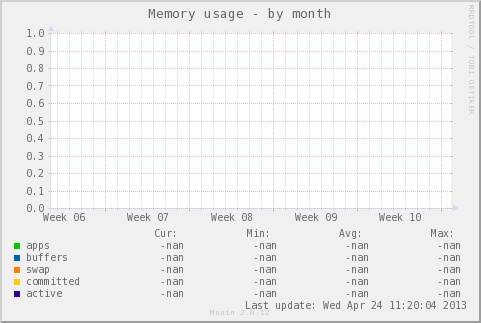 Memory usage - by month
RRDTOOL / TOBI OETIKER
1.0
0.9
0.8
0.7
0.6
0.5
0.4
0.3
0.2
0.1
0.0
Week 06 Week 07 Week 08 Week 09 Week 10
Cur: Min: Avg: Max:
apps -nan -nan -nan -nan
buffers -nan -nan -nan -nan
swap -nan -nan -nan -nan
committed -nan -nan -nan -nan
active -nan -nan -nan -nan
Last update: Wed Apr 24 11:20:04 2013
Munin 2.0.12